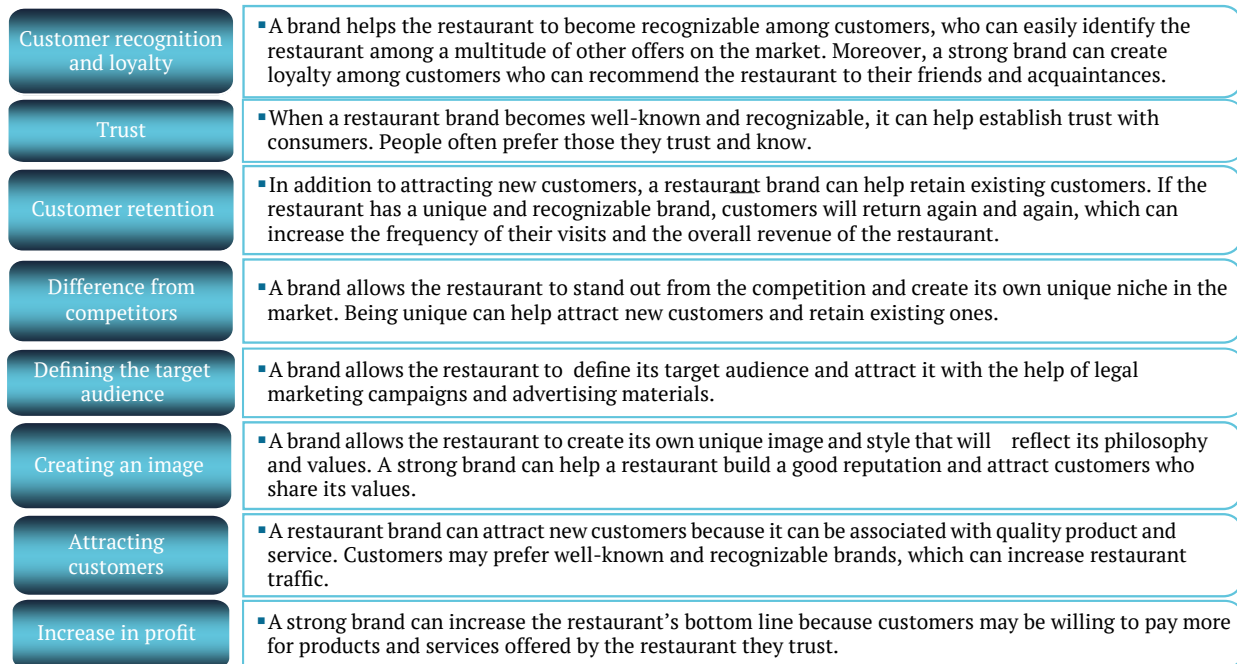 Customer recognition
and loyalty
▪A brand helps the restaurant to become recognizable among customers, who can easily identify the
restaurant among a multitude of other offers on the market. Moreover, a strong brand can create
loyalty among customers who can recommend the restaurant to their friends and acquaintances.
Trust
▪When a restaurant brand becomes well-known and recognizable, it can help establish trust with
consumers. People often prefer those they trust and know.
Customer retention
▪In addition to attracting new customers, a restaurant brand can help retain existing customers. If the
restaurant has a unique and recognizable brand, customers will return again and again, which can
increase the frequency of their visits and the overall revenue of the restaurant.
Difference from
competitors
▪A brand allows the restaurant to stand out from the competition and create its own unique niche in the
market. Being unique can help attract new customers and retain existing ones.
Defining the target
audience
▪A brand allows the restaurant to define its target audience and attract it with the help of legal
marketing campaigns and advertising materials.
Creating an image
▪A brand allows the restaurant to create its own unique image and style that will reflect its philosophy
and values. A strong brand can help a restaurant build a good reputation and attract customers who
share its values.
Attracting
customers
▪A restaurant brand can attract new customers because it can be associated with quality product and
service. Customers may prefer well-known and recognizable brands, which can increase restaurant
traffic.
Increase in profit
▪A strong brand can increase the restaurant's bottom line because customers may be willing to pay more
for products and services offered by the restaurant they trust.